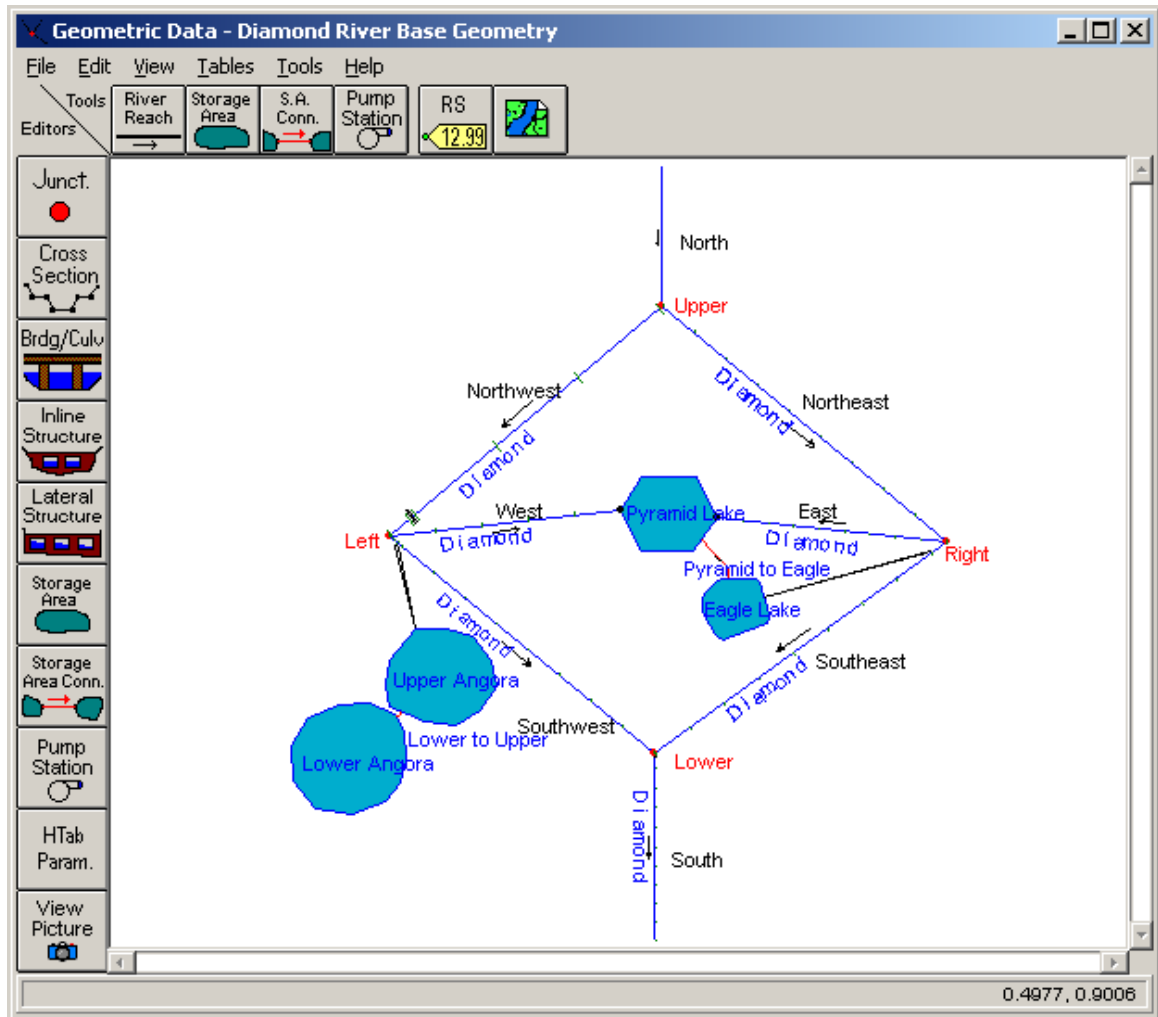 Geometric Data - Diamond River Base Geometry
File Edit View Tables Tools Help
Tools
Editors
River
Reach
Storage
Area
S.A.
Conn.
Pump
Station
RS
12.99
Junct.
Cross
Section
Brdg/Culv
Inline
Structure
Lateral
Structure
Storage
Area
Storage
Area Conn.
Pump
Station
HTab
Param.
View
Picture
North
Upper
Northwest
Diamond
Diamond
Northeast
Pyramid Lake
West
East
Left
Diamond
Diamond
Right
Pyramid to Eagle
Eagle Lake
Diamond
Southeast
Diamond
Upper Angora
Southwest
Lower to Upper
Lower Angora
Lower
Diamond
South
0.4977, 0.9006